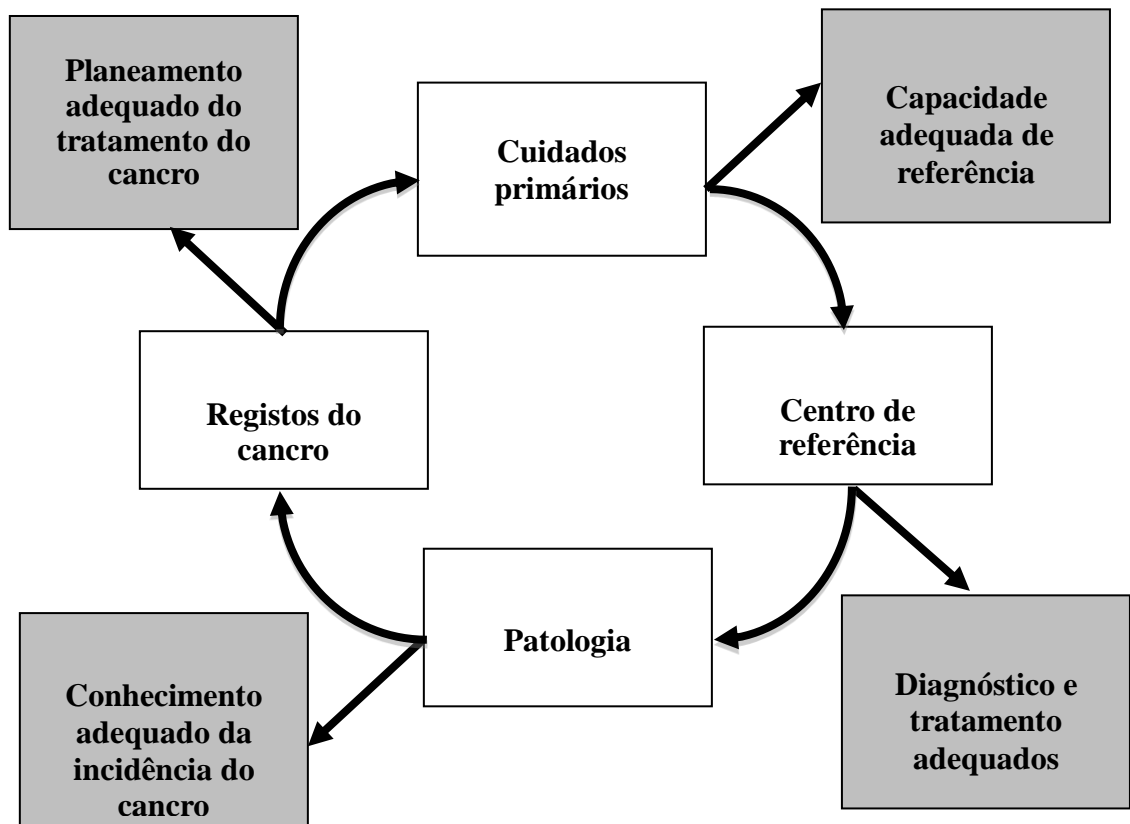 Planeamento
adequado do
tratamento do
cancro
Cuidados
primários
Capacidade
adequada de
referência
Registos do
cancro
Centro de
referência
Patologia
Conhecimento
adequado da
incidência do
cancro
Diagnóstico e
tratamento
adequados